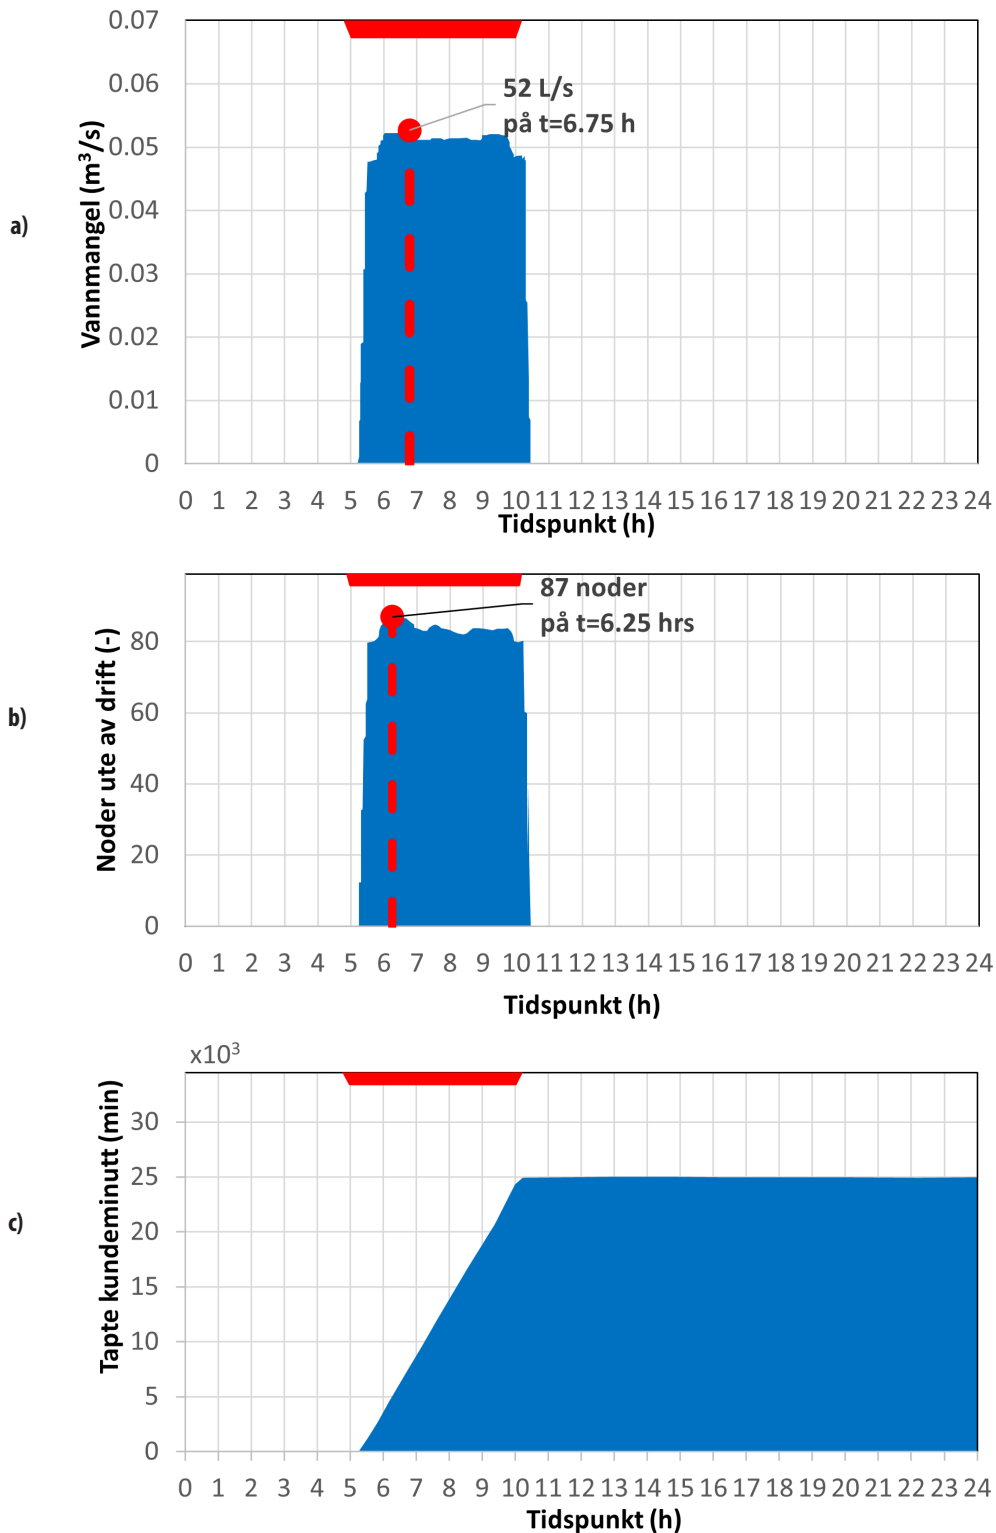 a)
Vannmangel (m³/s)
0.07
0.06
0.05
0.04
0.03
0.02
0.01
0
52 L/s
på t=6.75 h
0 1 2 3 4 5 6 7 8 9 10 11 12 13 14 15 16 17 18 19 20 21 22 23 24
Tidspunkt (h)
b)
Noder ute av drift (-)
80
60
40
20
0
87 noder
på t=6.25 hrs
0 1 2 3 4 5 6 7 8 9 10 11 12 13 14 15 16 17 18 19 20 21 22 23 24
Tidspunkt (h)
c)
Tapte kundeminutt (min)
x10³
30
25
20
15
10
5
0
0 1 2 3 4 5 6 7 8 9 10 11 12 13 14 15 16 17 18 19 20 21 22 23 24
Tidspunkt (h)